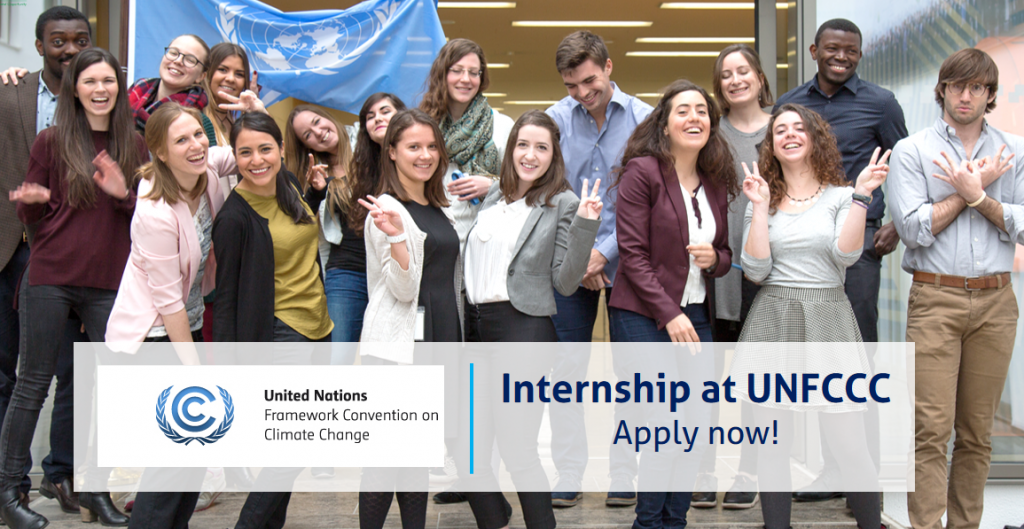 United Nations
Framework Convention on
Climate Change
Internship at UNFCCC
Apply now!